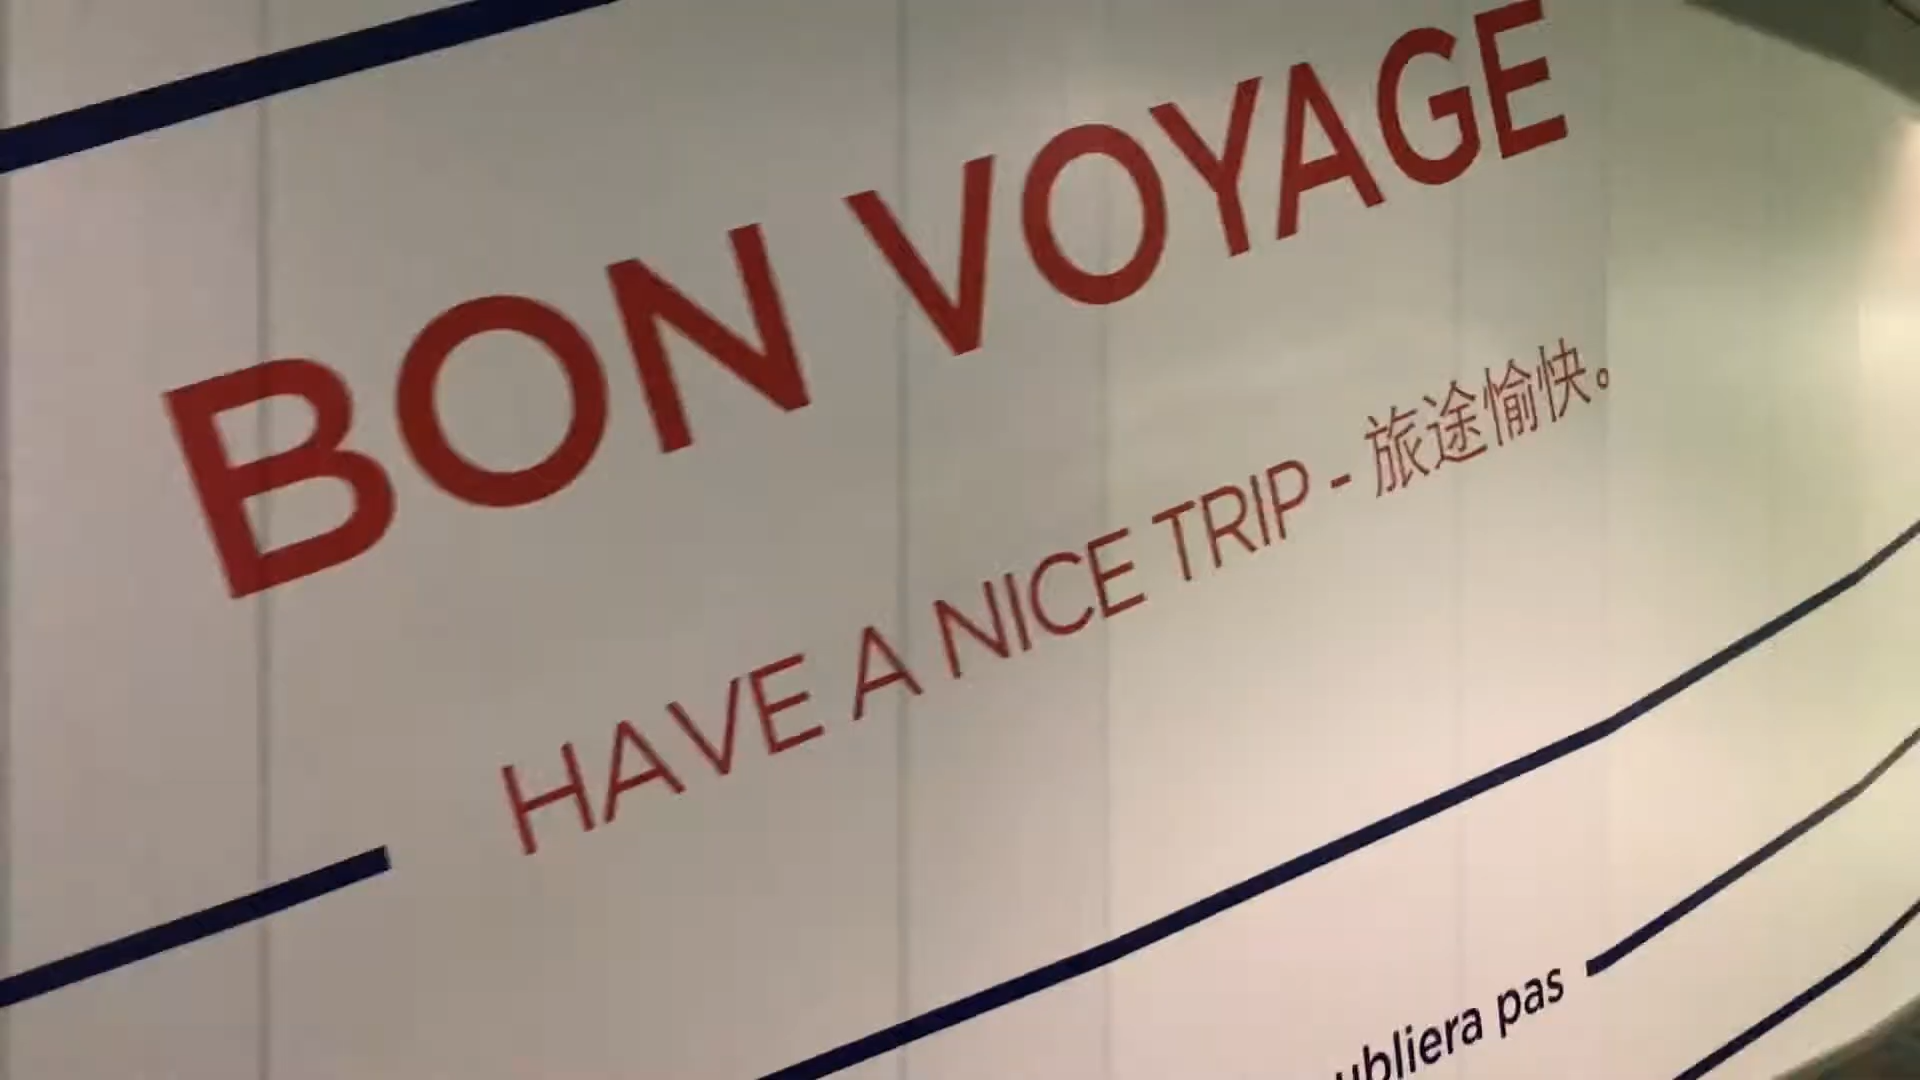 BON VOYAGE
HAVE A NICE TRIP - 旅途愉快。
ubliera pas